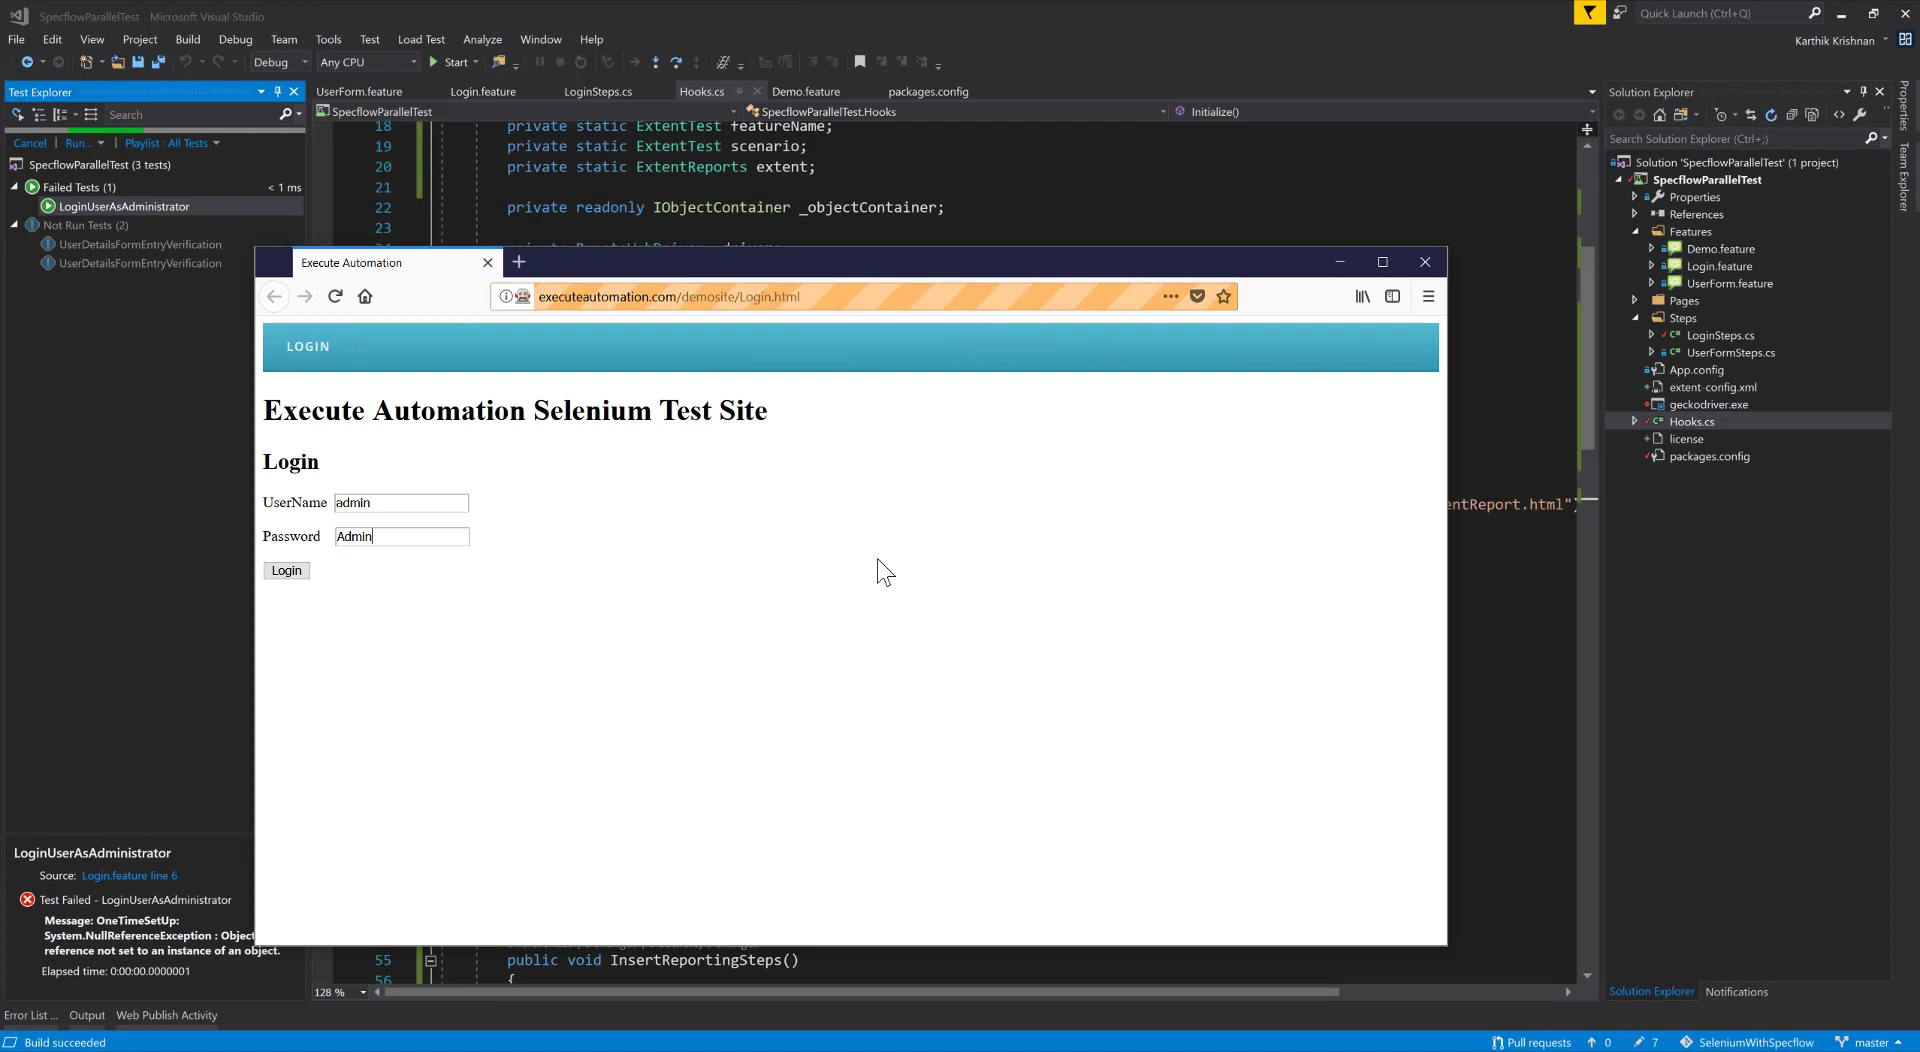 SpecflowParallelTest - Microsoft Visual Studio
Quick Launch (Ctrl+Q)
File Edit View Project Build Debug Team Tools Test Load Test Analyze Window Help
Karthik Krishnan
Debug Any CPU Start
Test Explorer
Search
Cancel Run... Playlist : All Tests
SpecflowParallelTest (3 tests)
Failed Tests (1) < 1 ms
LoginUserAsAdministrator
Not Run Tests (2)
UserDetailsFormEntryVerification
UserDetailsFormEntryVerification
LoginUserAsAdministrator
Source: Login.feature line 6
Test Failed - LoginUserAsAdministrator
Message: OneTimeSetUp:
System.NullReferenceException : Object
reference not set to an instance of an object.
Elapsed time: 0:00:00.0000001
UserForm.feature Login.feature LoginSteps.cs Hooks.cs Demo.feature packages.config
SpecflowParallelTest SpecflowParallelTest.Hooks Initialize()
18 private static ExtentTest featureName;
19 private static ExtentTest scenario;
20 private static ExtentReports extent;
21
22 private readonly IObjectContainer _objectContainer;
23
Execute Automation
executeautomation.com/demosite/Login.html
LOGIN
Execute Automation Selenium Test Site
Login
UserName admin
Password Admin
Login
entReport.html"
55 public void InsertReportingSteps()
56 {
128 %
Solution Explorer
Search Solution Explorer (Ctrl+;)
Solution 'SpecflowParallelTest' (1 project)
SpecflowParallelTest
Properties
References
Features
Demo.feature
Login.feature
UserForm.feature
Pages
Steps
LoginSteps.cs
UserFormSteps.cs
App.config
extent-config.xml
geckodriver.exe
Hooks.cs
license
packages.config
Solution Explorer Notifications
Properties
Team Explorer
Error List ... Output Web Publish Activity
Build succeeded
Pull requests 0 7 SeleniumWithSpecflow master